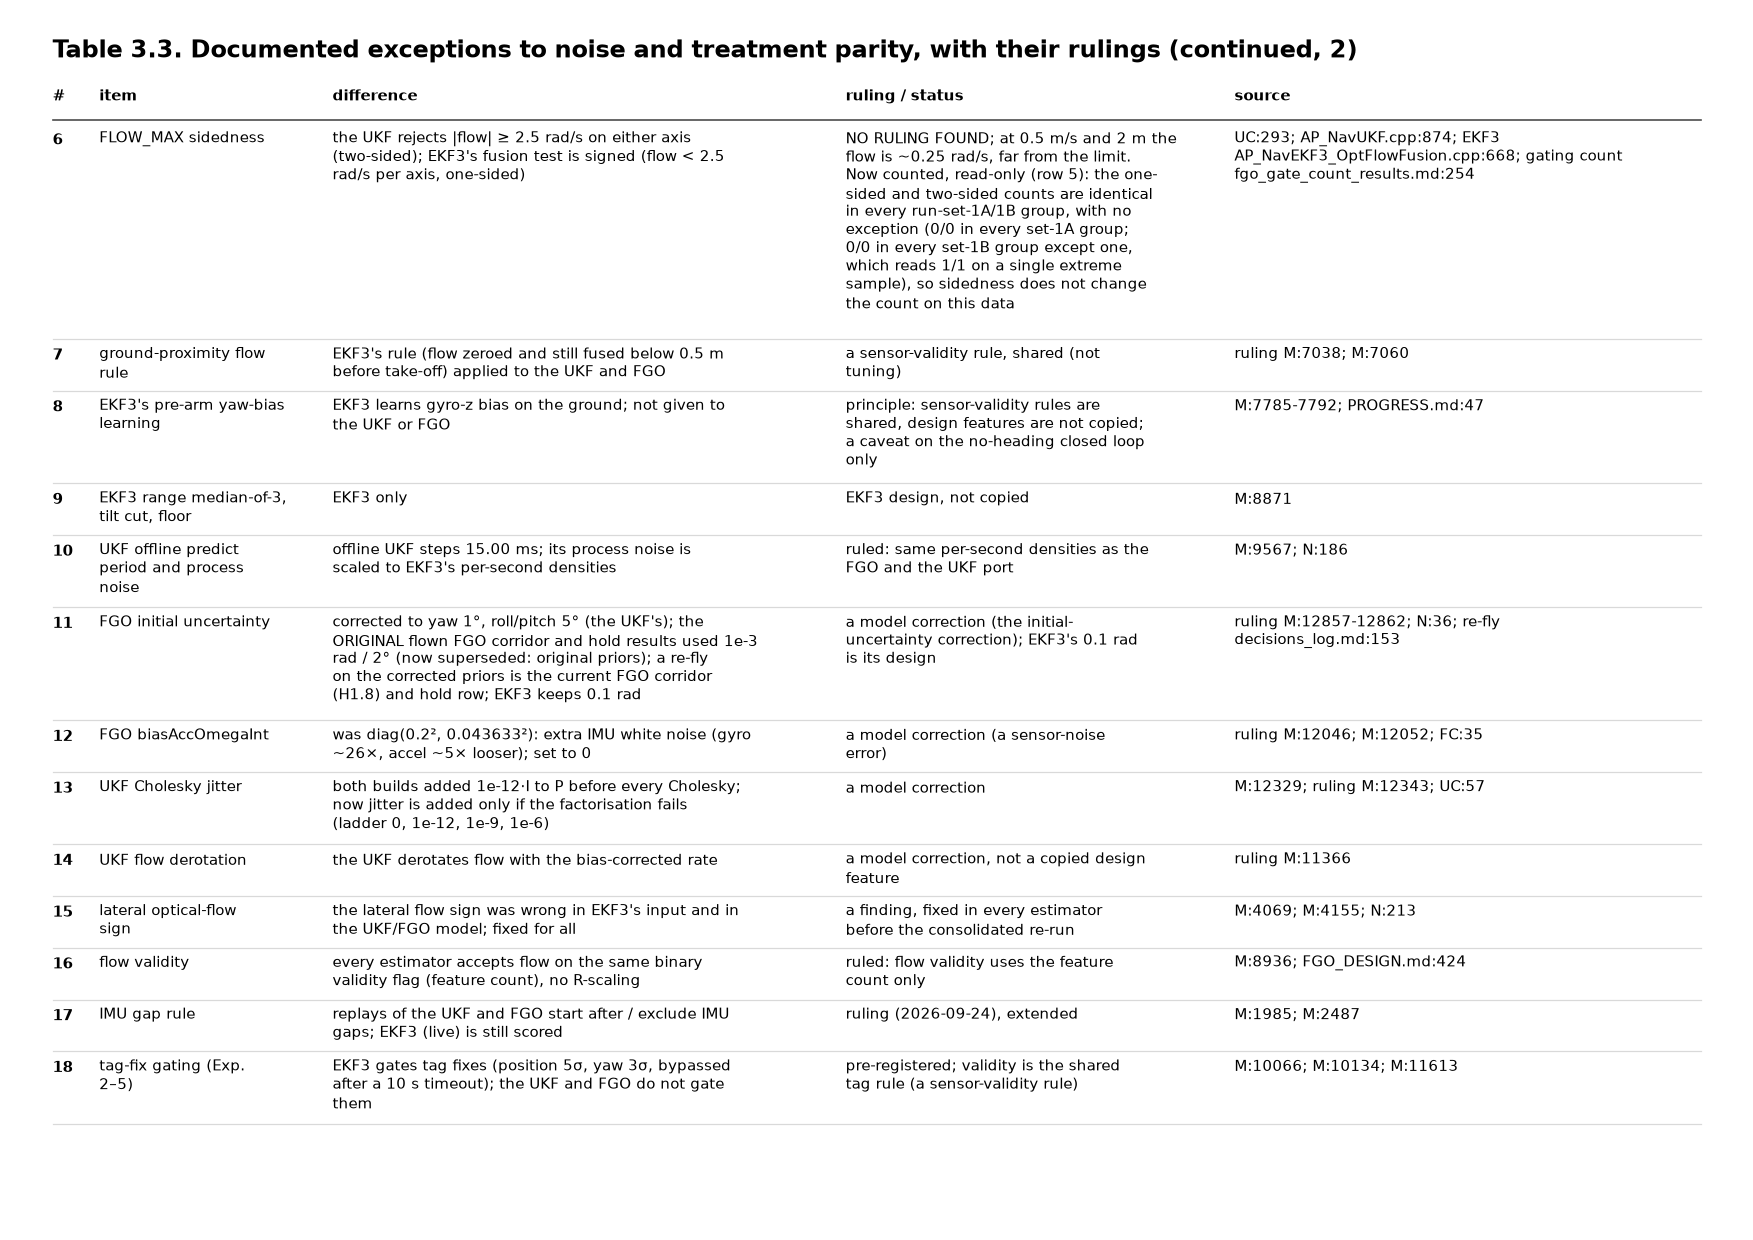 Table 3.3. Documented exceptions to noise and treatment parity, with their rulings (continued, 2)
# item difference ruling / status source
6 FLOW_MAX sidedness the UKF rejects |flow| ≥ 2.5 rad/s on either axis NO RULING FOUND; at 0.5 m/s and 2 m the UC:293; AP_NavUKF.cpp:874; EKF3
(two-sided); EKF3's fusion test is signed (flow < 2.5 flow is ~0.25 rad/s, far from the limit. AP_NavEKF3_OptFlowFusion.cpp:668; gating count
rad/s per axis, one-sided) Now counted, read-only (row 5): the one- fgo_gate_count_results.md:254
sided and two-sided counts are identical
in every run-set-1A/1B group, with no
exception (0/0 in every set-1A group;
0/0 in every set-1B group except one,
which reads 1/1 on a single extreme
sample), so sidedness does not change
the count on this data
7 ground-proximity flow EKF3's rule (flow zeroed and still fused below 0.5 m a sensor-validity rule, shared (not ruling M:7038; M:7060
rule before take-off) applied to the UKF and FGO tuning)
8 EKF3's pre-arm yaw-bias EKF3 learns gyro-z bias on the ground; not given to principle: sensor-validity rules are M:7785-7792; PROGRESS.md:47
learning the UKF or FGO shared, design features are not copied;
a caveat on the no-heading closed loop
only
9 EKF3 range median-of-3, EKF3 only EKF3 design, not copied M:8871
tilt cut, floor
10 UKF offline predict offline UKF steps 15.00 ms; its process noise is ruled: same per-second densities as the M:9567; N:186
period and process scaled to EKF3's per-second densities FGO and the UKF port
noise
11 FGO initial uncertainty corrected to yaw 1°, roll/pitch 5° (the UKF's); the a model correction (the initial- ruling M:12857-12862; N:36; re-fly
ORIGINAL flown FGO corridor and hold results used 1e-3 uncertainty correction); EKF3's 0.1 rad decisions_log.md:153
rad / 2° (now superseded: original priors); a re-fly is its design
on the corrected priors is the current FGO corridor
(H1.8) and hold row; EKF3 keeps 0.1 rad
12 FGO biasAccOmegaInt was diag(0.2², 0.043633²): extra IMU white noise (gyro a model correction (a sensor-noise ruling M:12046; M:12052; FC:35
~26×, accel ~5× looser); set to 0 error)
13 UKF Cholesky jitter both builds added 1e-12·I to P before every Cholesky; a model correction M:12329; ruling M:12343; UC:57
now jitter is added only if the factorisation fails
(ladder 0, 1e-12, 1e-9, 1e-6)
14 UKF flow derotation the UKF derotates flow with the bias-corrected rate a model correction, not a copied design ruling M:11366
feature
15 lateral optical-flow the lateral flow sign was wrong in EKF3's input and in a finding, fixed in every estimator M:4069; M:4155; N:213
sign the UKF/FGO model; fixed for all before the consolidated re-run
16 flow validity every estimator accepts flow on the same binary ruled: flow validity uses the feature M:8936; FGO_DESIGN.md:424
validity flag (feature count), no R-scaling count only
17 IMU gap rule replays of the UKF and FGO start after / exclude IMU ruling (2026-09-24), extended M:1985; M:2487
gaps; EKF3 (live) is still scored
18 tag-fix gating (Exp. EKF3 gates tag fixes (position 5σ, yaw 3σ, bypassed pre-registered; validity is the shared M:10066; M:10134; M:11613
2–5) after a 10 s timeout); the UKF and FGO do not gate tag rule (a sensor-validity rule)
them